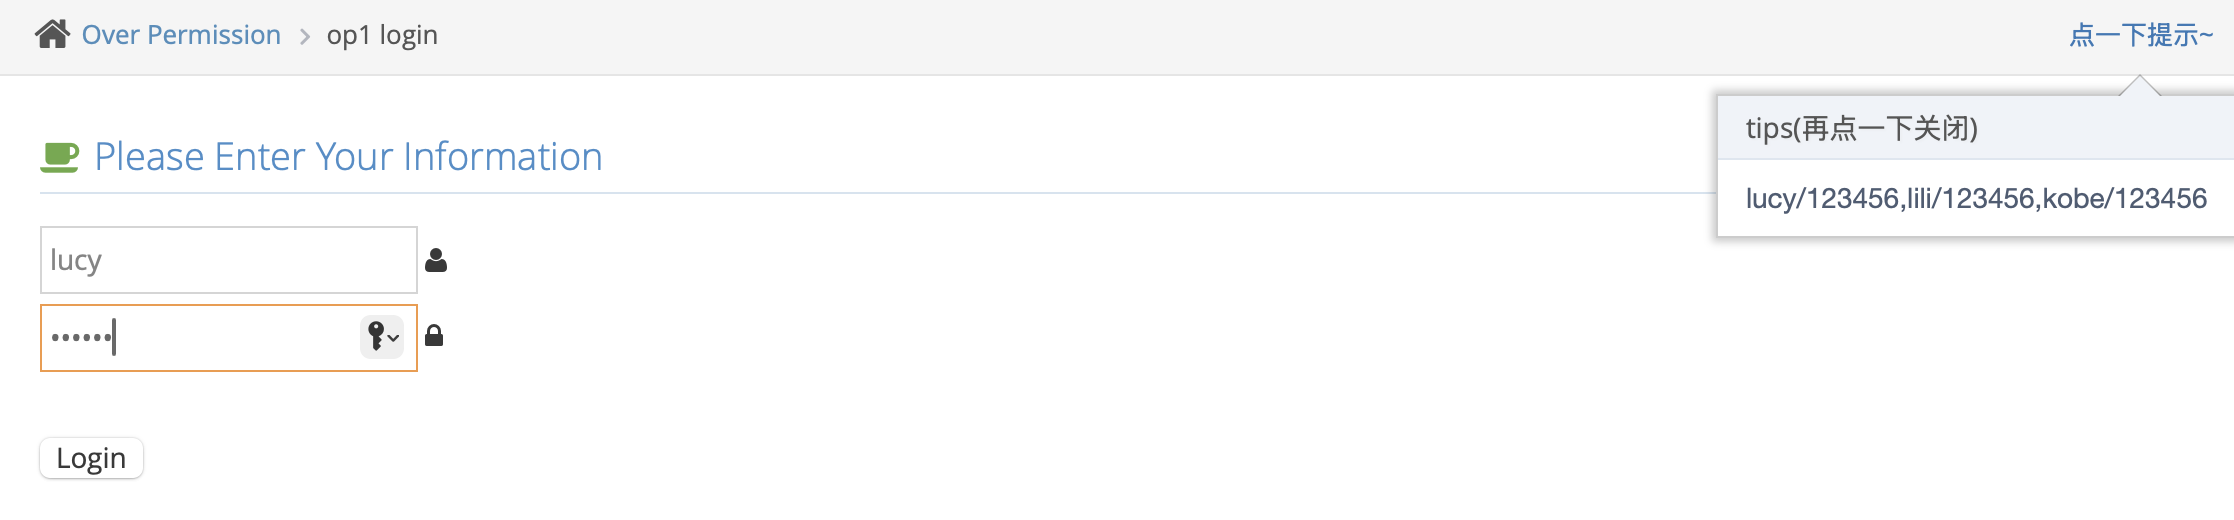 Over Permission > op1 login
点一下提示~
tips(再点一下关闭)
lucy/123456,lili/123456,kobe/123456
Please Enter Your Information
lucy
••••••
Login